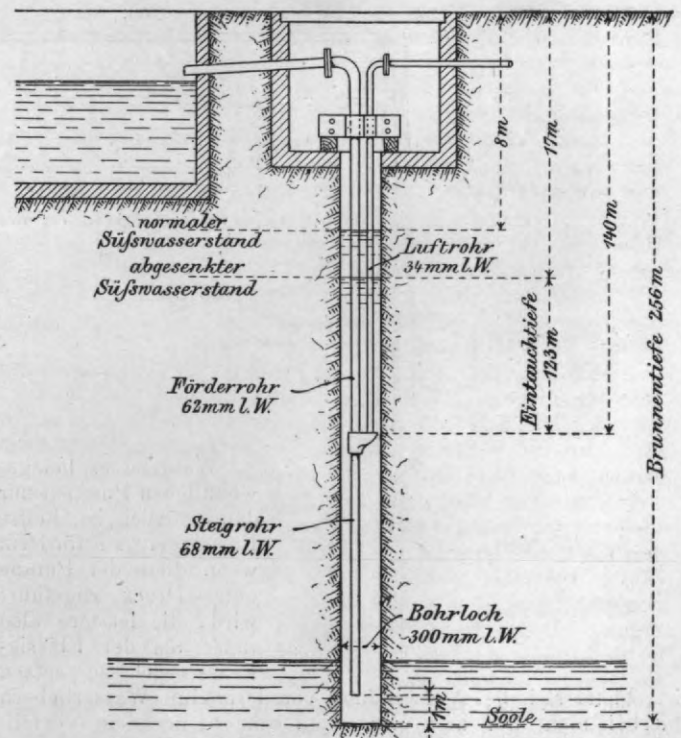 8m
17m
140m
Brunnentiefe 256m
normaler
Süßwasserstand
abgesenkter
Süßwasserstand
Luftrohr
34mm l.W.
Eintauchtiefe
123m
Förderrohr
62mm l.W.
Steigrohr
68mm l.W.
Bohrloch
300mm l.W.
1m
Soole